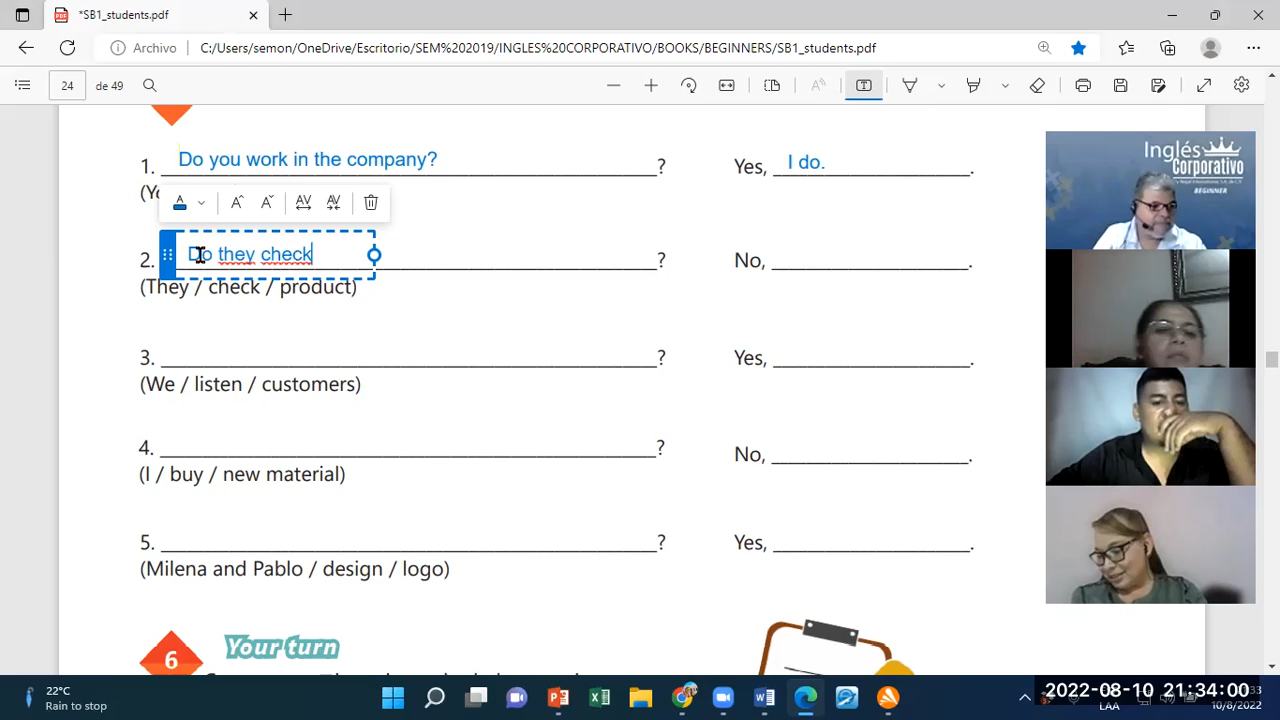 *SB1_students.pdf
Archivo
C:/Users/semon/OneDrive/Escritorio/SEM%202019/INGLES%20CORPORATIVO/BOOKS/BEGINNERS/SB1_students.pdf
24 de 49
1. Do you work in the company? ? Yes, I do. .
(Yo
2. Do they check ? No, .
(They / check / product)
3. ? Yes, .
(We / listen / customers)
4. ? No, .
(I / buy / new material)
5. ? Yes, .
(Milena and Pablo / design / logo)
6 Your turn
Inglés
Corporativo
BEGINNER
22°C
Rain to stop
LAA
2022-08-10 21:34:00
10/8/2022